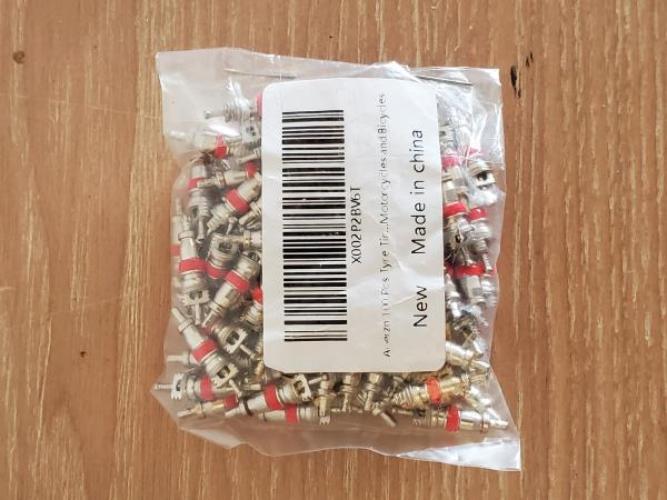 X002P2BV6T
100 Pcs Tyre Tir...Motorcycles and Bicycles
New Made in china